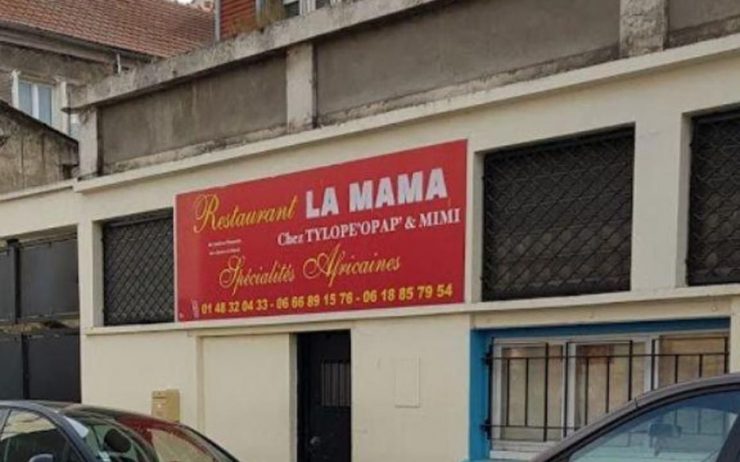 Restaurant LA MAMA
Chez TYLOPE'OPAP' & MIMI
Spécialités Africaines
01 48 32 04 33 - 06 66 89 15 76 - 06 18 85 79 54